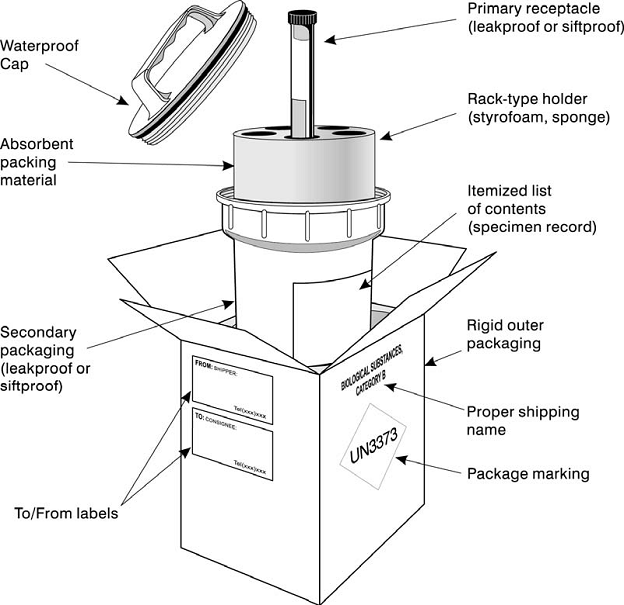 Primary receptacle
(leakproof or siftproof)
Waterproof
Cap
Rack-type holder
(styrofoam, sponge)
Absorbent
packing
material
Itemized list
of contents
(specimen record)
Secondary
packaging
(leakproof or
siftproof)
Rigid outer
packaging
FROM: SHIPPER:
Tel(xxx)xxx
TO: CONSIGNEE:
Tel(xxx)xxx
BIOLOGICAL SUBSTANCES,
CATEGORY B
UN3373
Proper shipping
name
Package marking
To/From labels